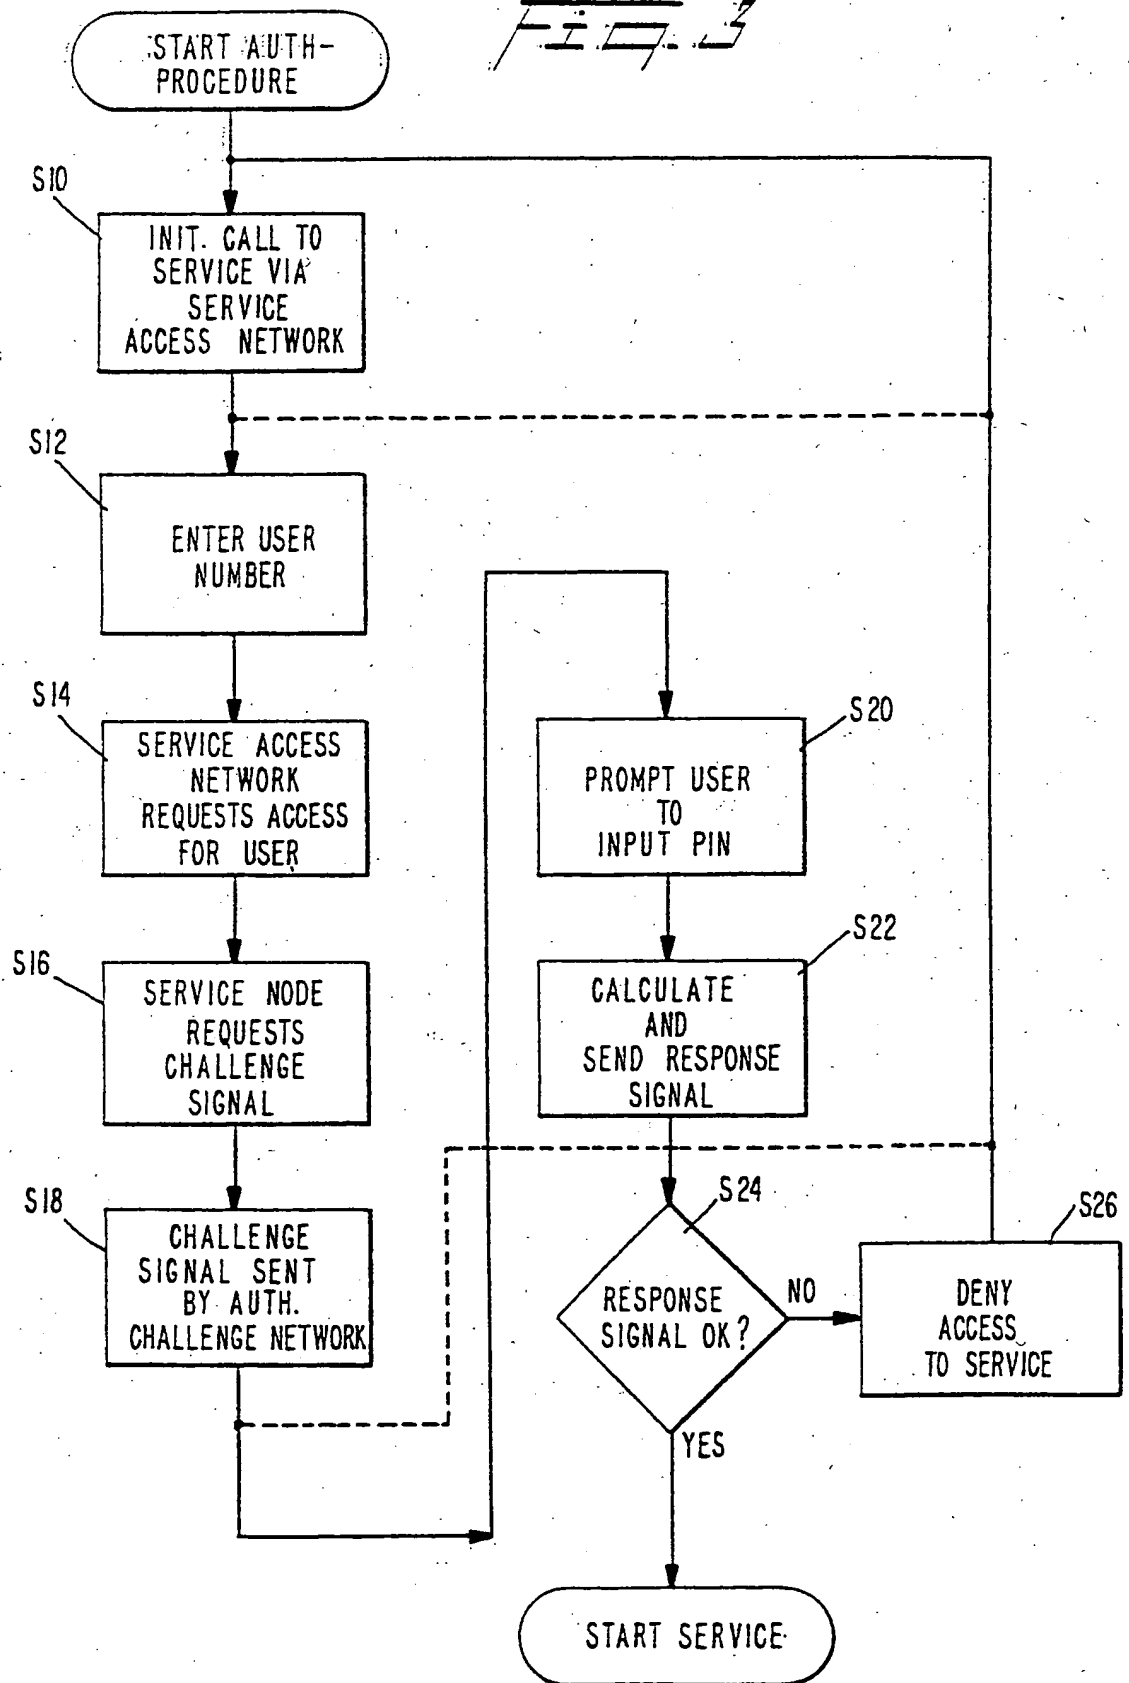 Fig. 3
START AUTH-
PROCEDURE
S10
INIT. CALL TO
SERVICE VIA
SERVICE
ACCESS NETWORK
S12
ENTER USER
NUMBER
S14
SERVICE ACCESS
NETWORK
REQUESTS ACCESS
FOR USER
S16
SERVICE NODE
REQUESTS
CHALLENGE
SIGNAL
S18
CHALLENGE
SIGNAL SENT
BY AUTH.
CHALLENGE NETWORK
S20
PROMPT USER
TO
INPUT PIN
S22
CALCULATE
AND
SEND RESPONSE
SIGNAL
S24
RESPONSE
SIGNAL OK?
NO
YES
S26
DENY
ACCESS
TO SERVICE
START SERVICE